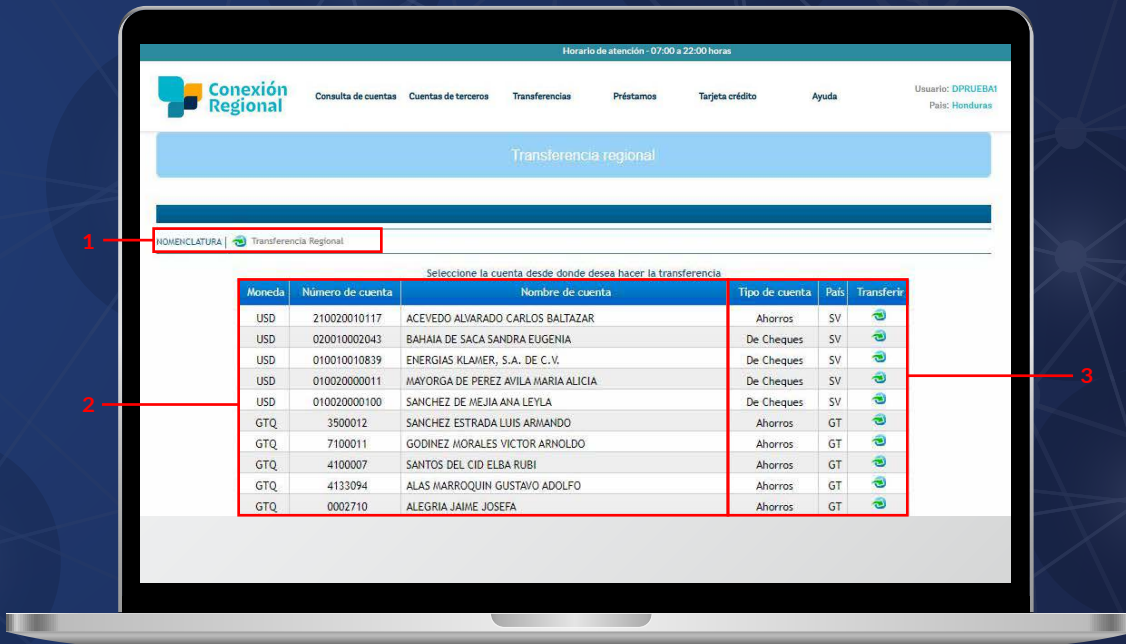 Horario de atención - 07:00 a 22:00 horas
Conexión
Regional
Consulta de cuentas Cuentas de terceros Transferencias Préstamos Tarjeta crédito Ayuda
Usuario: DPRUEBA1
País: Honduras
Transferencia regional
1
NOMENCLATURA | Transferencia Regional
Seleccione la cuenta desde donde desea hacer la transferencia
Moneda Número de cuenta Nombre de cuenta Tipo de cuenta País Transferir
USD 210020010117 ACEVEDO ALVARADO CARLOS BALTAZAR Ahorros SV
USD 020010002043 BAHAIA DE SACA SANDRA EUGENIA De Cheques SV
USD 010010010839 ENERGIAS KLAMER, S.A. DE C.V. De Cheques SV
USD 010020000011 MAYORGA DE PEREZ AVILA MARIA ALICIA De Cheques SV
3
USD 010020000100 SANCHEZ DE MEJIA ANA LEYLA De Cheques SV
2
GTQ 3500012 SANCHEZ ESTRADA LUIS ARMANDO Ahorros GT
GTQ 7100011 GODINEZ MORALES VICTOR ARNOLDO Ahorros GT
GTQ 4100007 SANTOS DEL CID ELBA RUBI Ahorros GT
GTQ 4133094 ALAS MARROQUIN GUSTAVO ADOLFO Ahorros GT
GTQ 0002710 ALEGRIA JAIME JOSEFA Ahorros GT